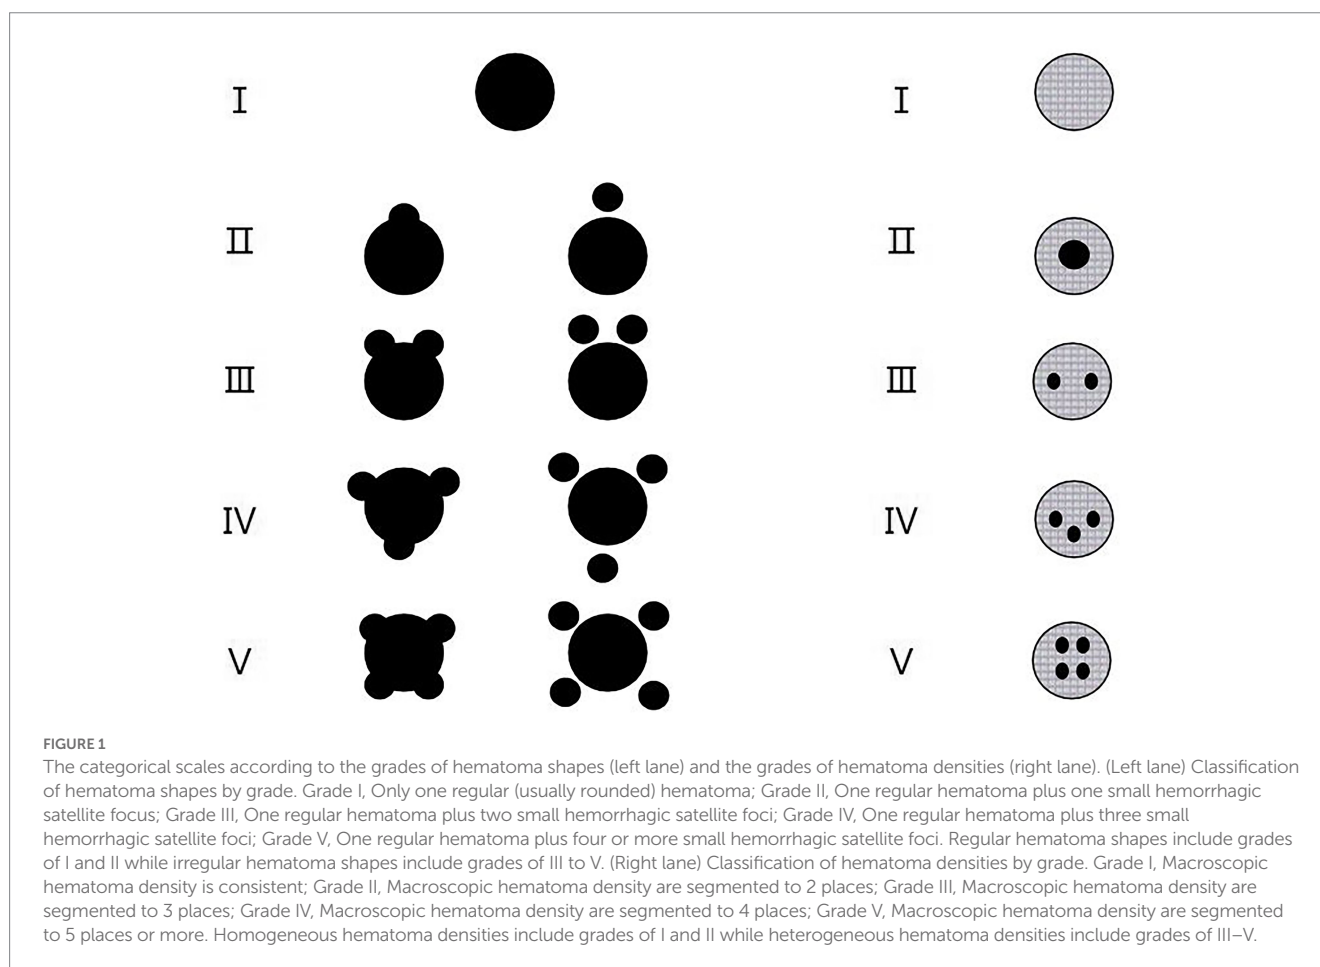 I I
II II
III III
IV IV
V V
FIGURE 1
The categorical scales according to the grades of hematoma shapes (left lane) and the grades of hematoma densities (right lane). (Left lane) Classification
of hematoma shapes by grade. Grade I, Only one regular (usually rounded) hematoma; Grade II, One regular hematoma plus one small hemorrhagic
satellite focus; Grade III, One regular hematoma plus two small hemorrhagic satellite foci; Grade IV, One regular hematoma plus three small
hemorrhagic satellite foci; Grade V, One regular hematoma plus four or more small hemorrhagic satellite foci. Regular hematoma shapes include grades
of I and II while irregular hematoma shapes include grades of III to V. (Right lane) Classification of hematoma densities by grade. Grade I, Macroscopic
hematoma density is consistent; Grade II, Macroscopic hematoma density are segmented to 2 places; Grade III, Macroscopic hematoma density are
segmented to 3 places; Grade IV, Macroscopic hematoma density are segmented to 4 places; Grade V, Macroscopic hematoma density are segmented
to 5 places or more. Homogeneous hematoma densities include grades of I and II while heterogeneous hematoma densities include grades of III–V.